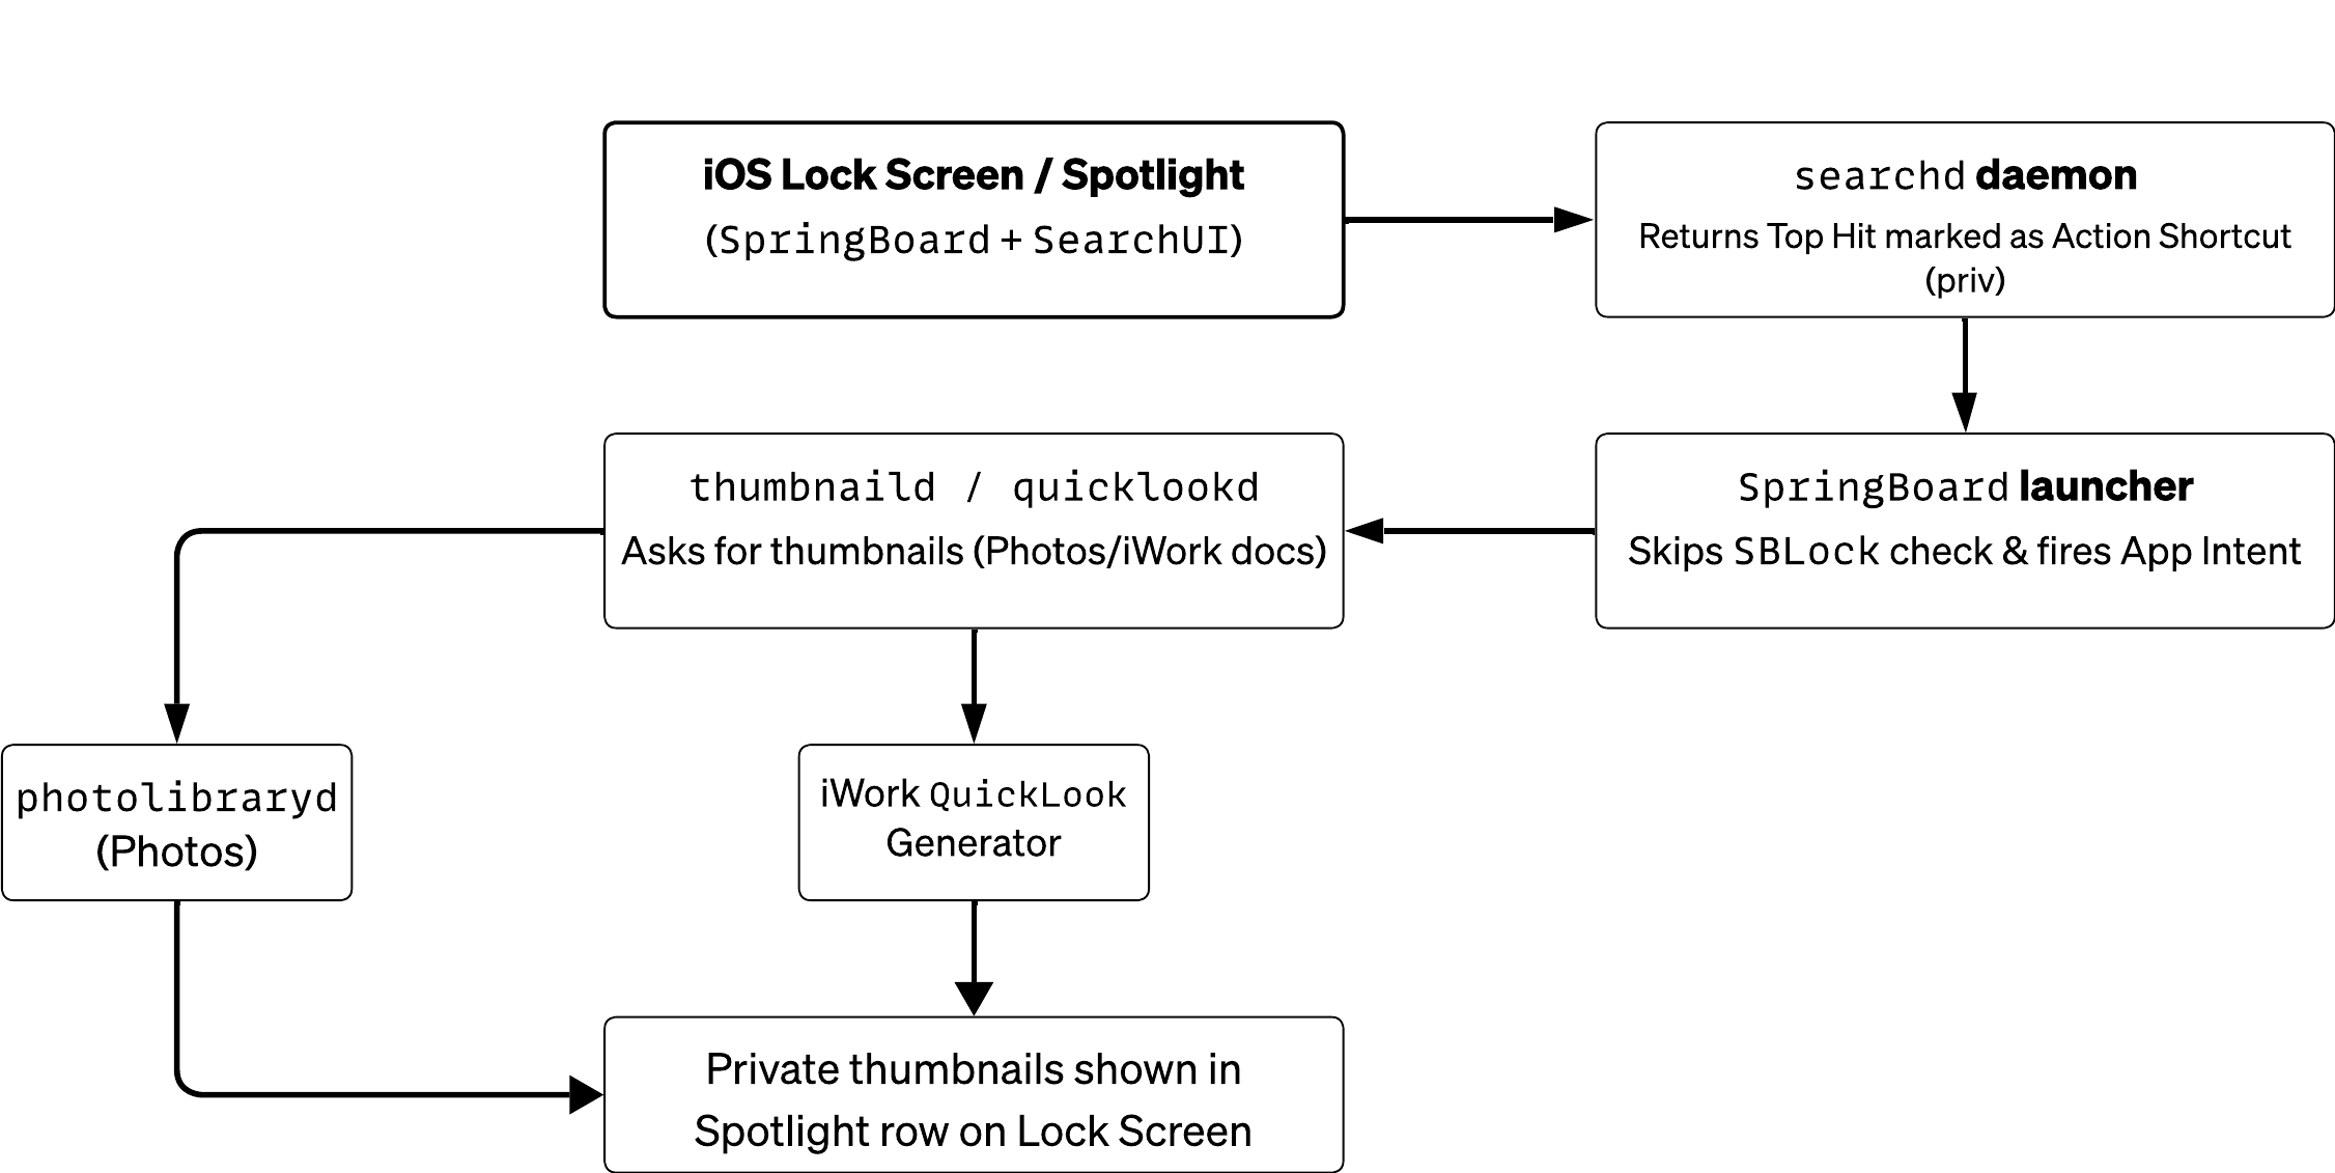 iOS Lock Screen / Spotlight
(SpringBoard + SearchUI)
searchd daemon
Returns Top Hit marked as Action Shortcut
(priv)
thumbnaild / quicklookd
Asks for thumbnails (Photos/iWork docs)
SpringBoard launcher
Skips SBLock check & fires App Intent
photolibraryd
(Photos)
iWork QuickLook
Generator
Private thumbnails shown in
Spotlight row on Lock Screen